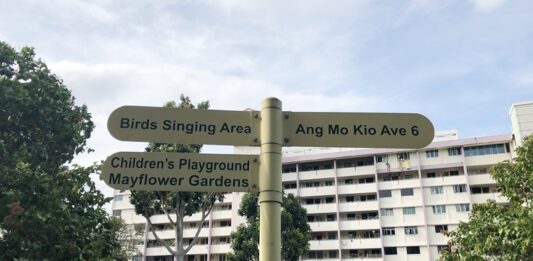 Birds Singing Area
Ang Mo Kio Ave 6
Children's Playground
Mayflower Gardens